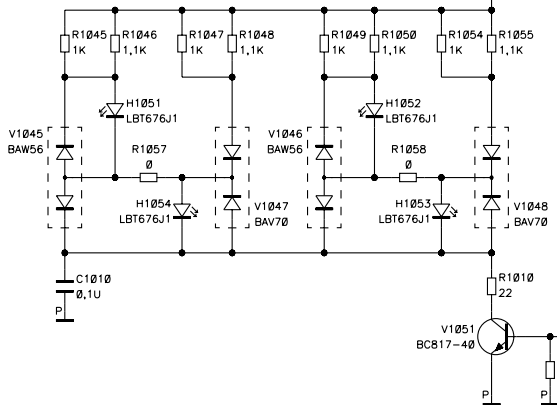 R1045 R1046 R1047 R1048 R1049 R1050 R1054 R1055
1K 1,1K 1K 1,1K 1K 1,1K 1K 1,1K
H1051 H1052
LBT676J1 LBT676J1
V1045 V1046
BAW56 BAW56
R1057 R1058
0 0
H1054 V1047 H1053 V1048
LBT676J1 BAV70 LBT676J1 BAV70
C1010 R1010
0,1U 22
P
V1051
BC817-40
P P